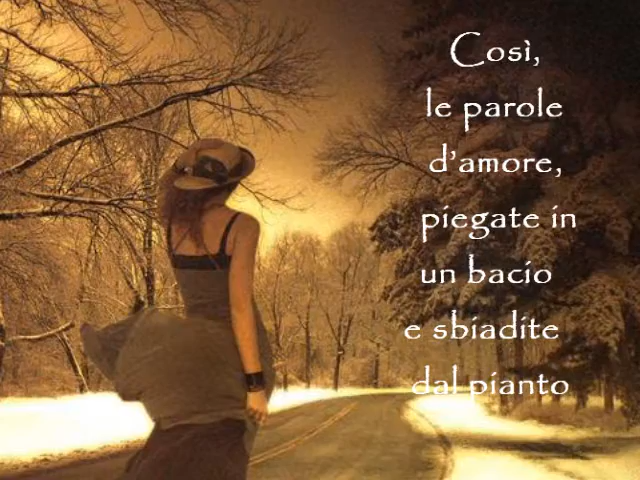 Così,
le parole
d'amore,
piegate in
un bacio
e sbiadite
dal pianto